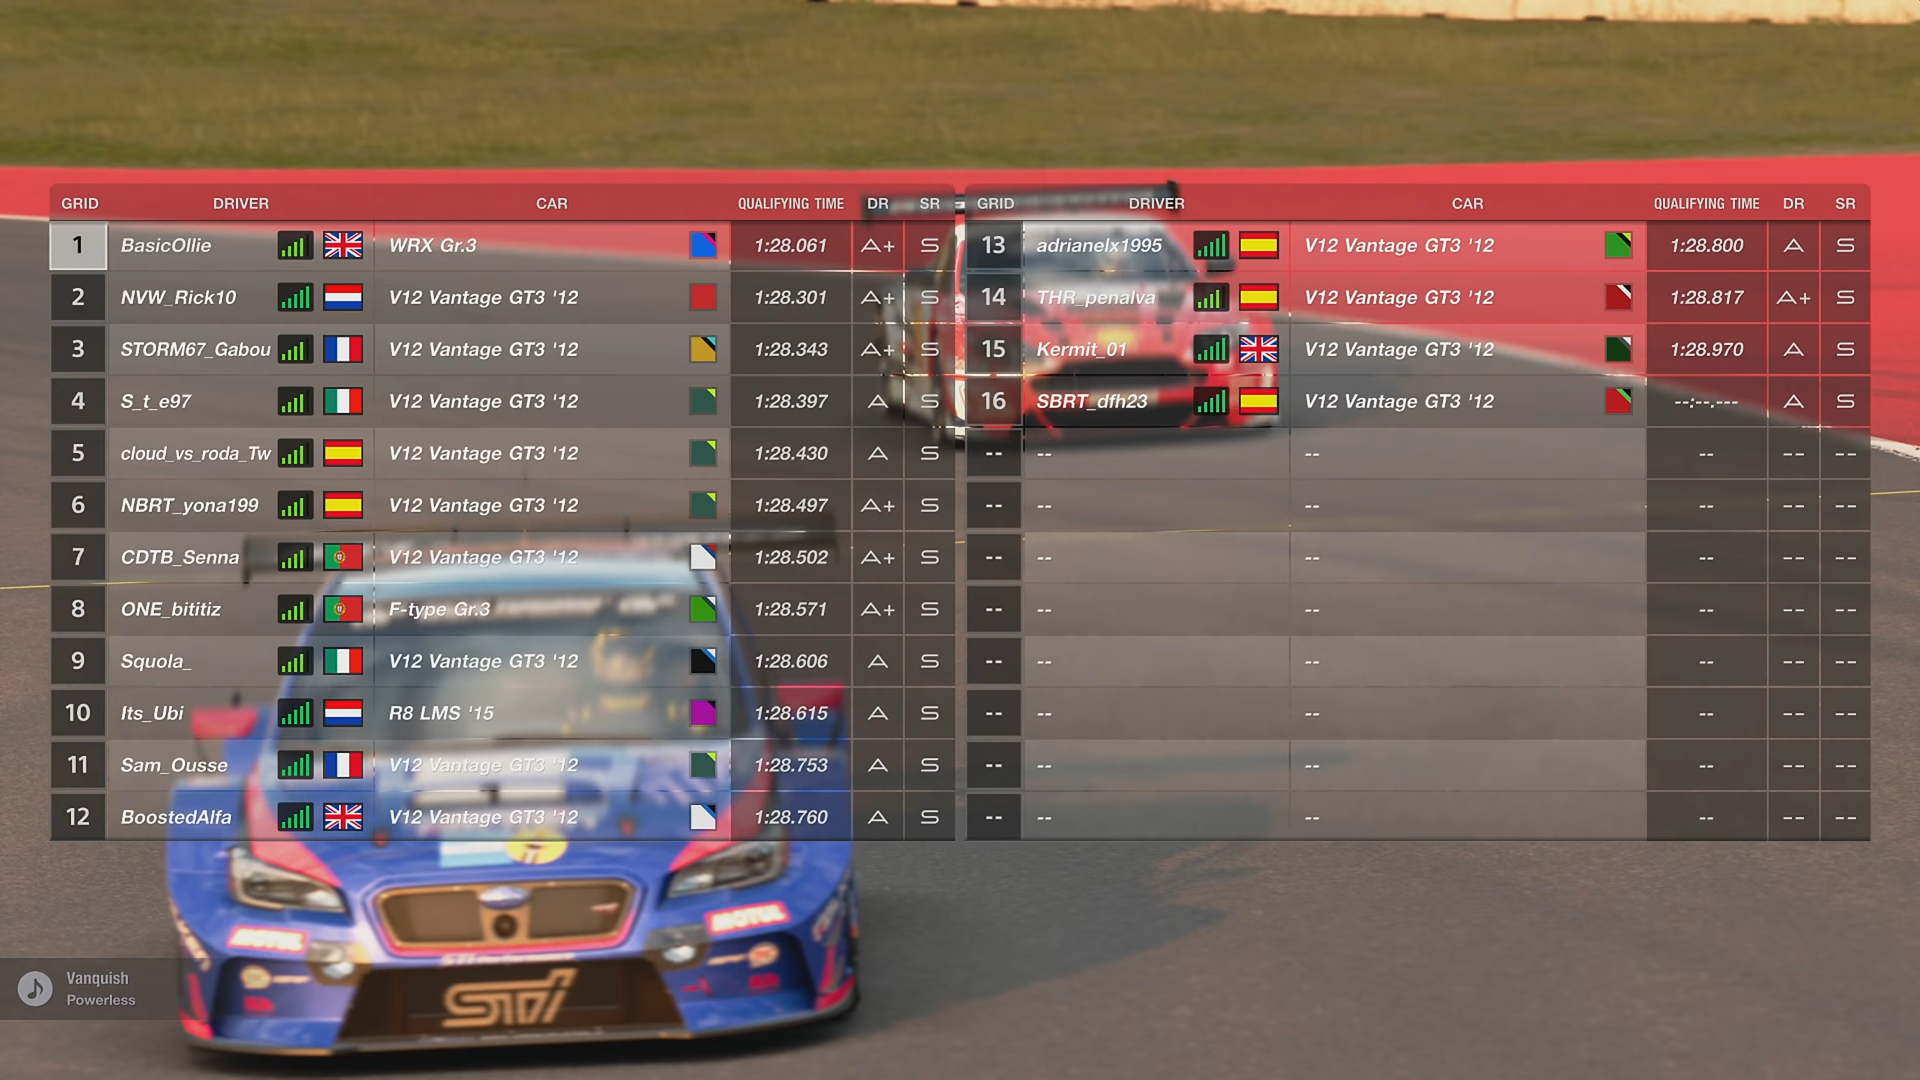 GRID DRIVER CAR QUALIFYING TIME DR SR
1 BasicOllie WRX Gr.3 1:28.061 A+ S
2 NVW_Rick10 V12 Vantage GT3 '12 1:28.301 A+ S
3 STORM67_Gabou V12 Vantage GT3 '12 1:28.343 A+ S
4 S_t_e97 V12 Vantage GT3 '12 1:28.397 A S
5 cloud_vs_roda_Tw V12 Vantage GT3 '12 1:28.430 A S
6 NBRT_yona199 V12 Vantage GT3 '12 1:28.497 A+ S
7 CDTB_Senna V12 Vantage GT3 '12 1:28.502 A+ S
8 ONE_bititiz F-type Gr.3 1:28.571 A+ S
9 Squola_ V12 Vantage GT3 '12 1:28.606 A S
10 Its_Ubi R8 LMS '15 1:28.615 A S
11 Sam_Ousse V12 Vantage GT3 '12 1:28.753 A S
12 BoostedAlfa V12 Vantage GT3 '12 1:28.760 A S
GRID DRIVER CAR QUALIFYING TIME DR SR
13 adrianelx1995 V12 Vantage GT3 '12 1:28.800 A S
14 THR_penalva V12 Vantage GT3 '12 1:28.817 A+ S
15 Kermit_01 V12 Vantage GT3 '12 1:28.970 A S
16 SBRT_dfh23 V12 Vantage GT3 '12 --:--.--- A S
-- -- -- -- -- --
-- -- -- -- -- --
-- -- -- -- -- --
-- -- -- -- -- --
-- -- -- -- -- --
-- -- -- -- -- --
-- -- -- -- -- --
-- -- -- -- -- --
MOTUL
MOTUL
STI
Vanquish
Powerless